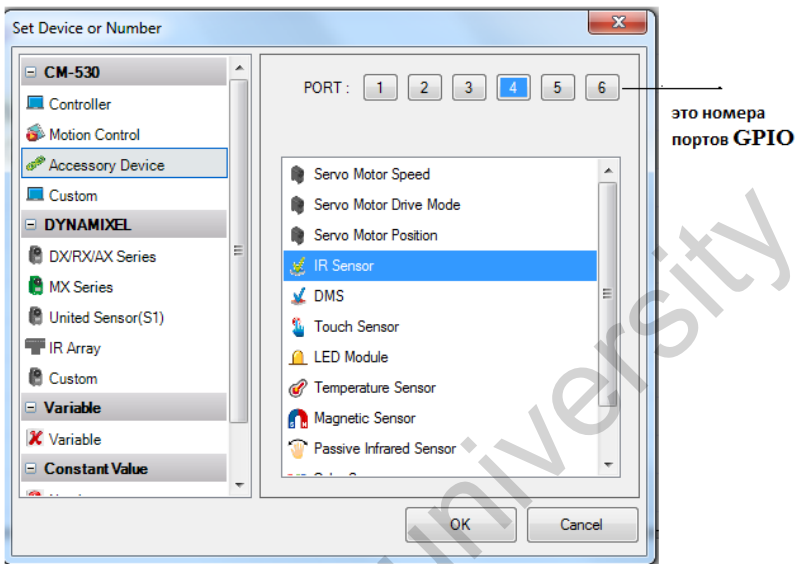 Set Device or Number
CM-530
Controller
Motion Control
Accessory Device
Custom
DYNAMIXEL
DX/RX/AX Series
MX Series
United Sensor(S1)
IR Array
Custom
Variable
Variable
Constant Value
PORT : 1 2 3 4 5 6
это номера
портов GPIO
Servo Motor Speed
Servo Motor Drive Mode
Servo Motor Position
IR Sensor
DMS
Touch Sensor
LED Module
Temperature Sensor
Magnetic Sensor
Passive Infrared Sensor
OK
Cancel
university